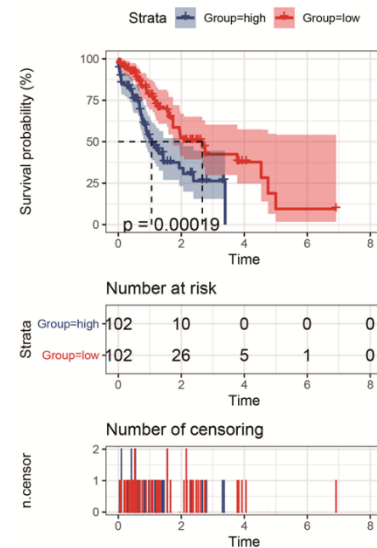 Strata Group=high Group=low
Survival probability (%)
100
75
50
25
0
p = 0.00019
0 2 4 6 8
Time
Number at risk
Strata
Group=high 102 10 0 0 0
Group=low 102 26 5 1 0
0 2 4 6 8
Time
Number of censoring
n.censor
2
1
0
0 2 4 6 8
Time